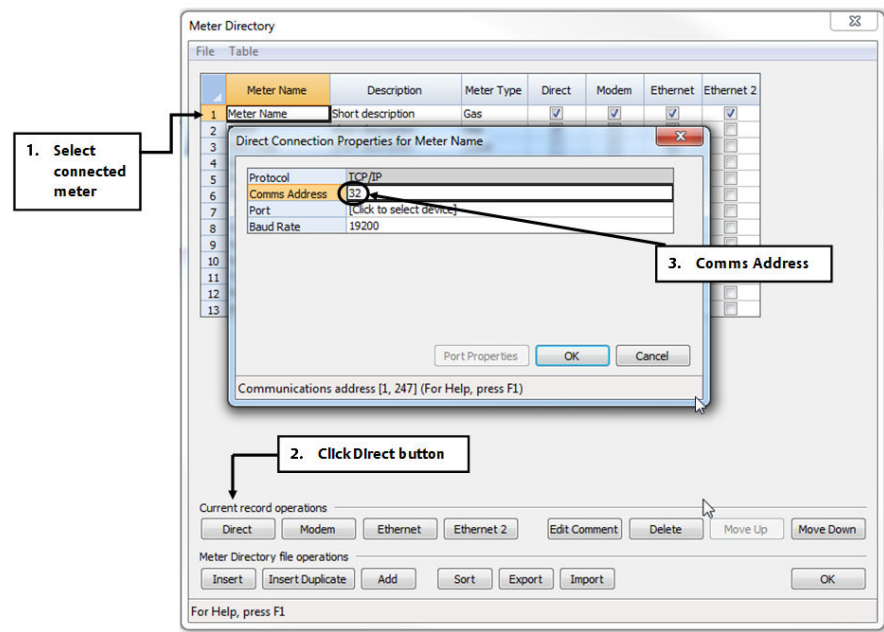 Meter Directory
File Table
Meter Name Description Meter Type Direct Modem Ethernet Ethernet 2
1 Meter Name Short description Gas
2
3
4
5
6
7
8
9
10
11
12
13
1. Select
connected
meter
Direct Connection Properties for Meter Name
Protocol TCP/IP
Comms Address 32
Port [Click to select device]
Baud Rate 19200
3. Comms Address
Port Properties OK Cancel
Communications address [1, 247] (For Help, press F1)
2. Click Direct button
Current record operations
Direct Modem Ethernet Ethernet 2 Edit Comment Delete Move Up Move Down
Meter Directory file operations
Insert Insert Duplicate Add Sort Export Import OK
For Help, press F1